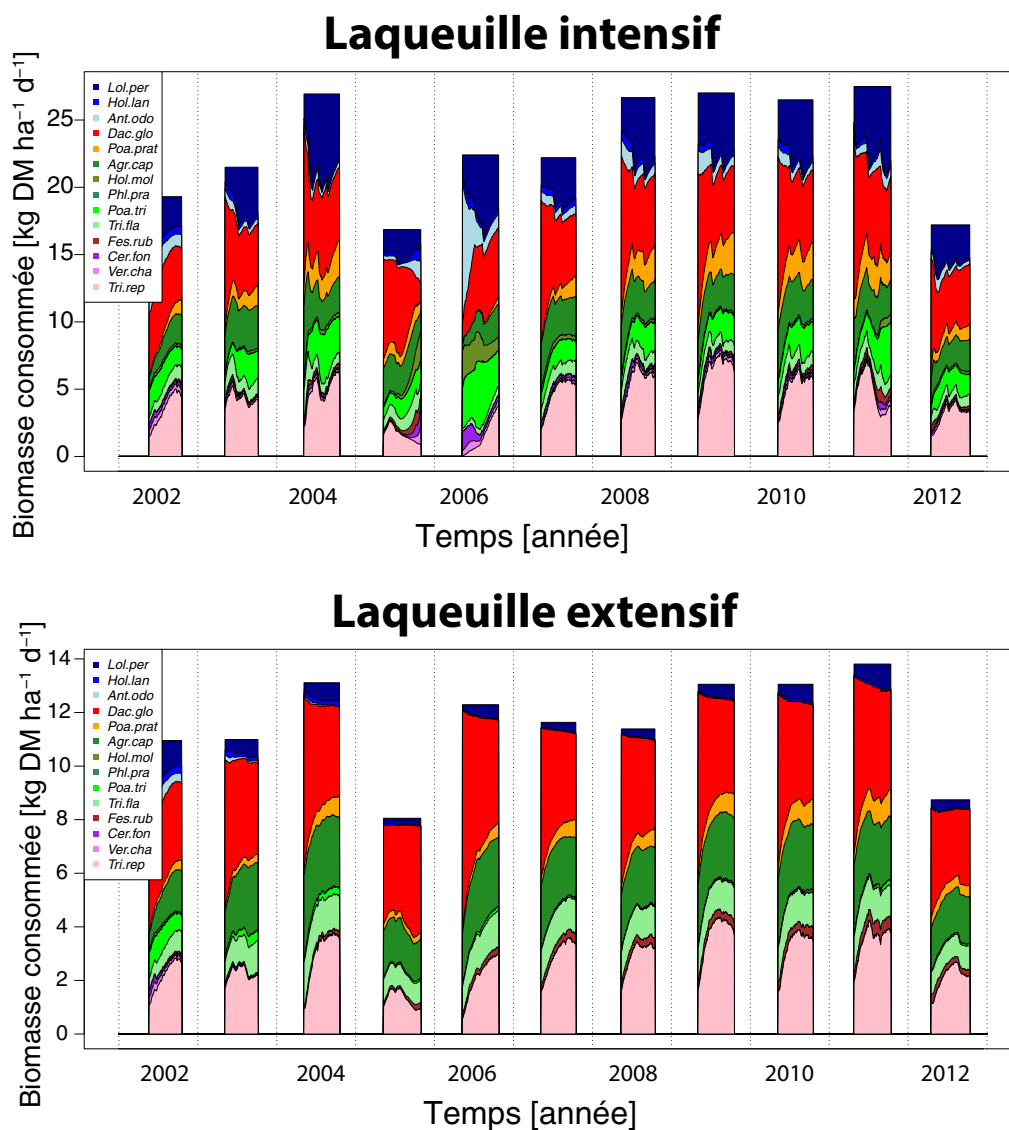 Laqueuille intensif
Biomasse consommée [kg DM ha⁻¹ d⁻¹]
25
20
15
10
5
0
Lol.per
Hol.lan
Ant.odo
Dac.glo
Poa.prat
Agr.cap
Hol.mol
Phl.pra
Poa.tri
Tri.fla
Fes.rub
Cer.fon
Ver.cha
Tri.rep
2002 2004 2006 2008 2010 2012
Temps [année]
Laqueuille extensif
Biomasse consommée [kg DM ha⁻¹ d⁻¹]
14
12
10
8
6
4
2
0
Lol.per
Hol.lan
Ant.odo
Dac.glo
Poa.prat
Agr.cap
Hol.mol
Phl.pra
Poa.tri
Tri.fla
Fes.rub
Cer.fon
Ver.cha
Tri.rep
2002 2004 2006 2008 2010 2012
Temps [année]